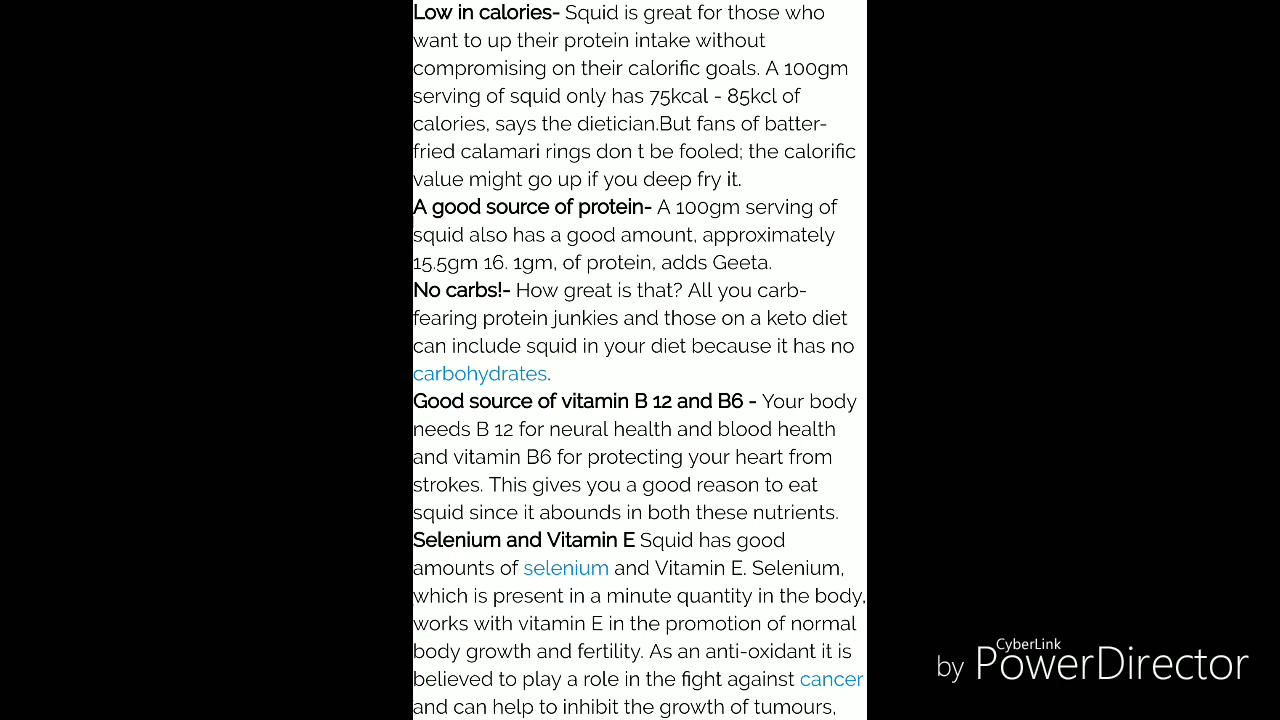 Low in calories- Squid is great for those who
want to up their protein intake without
compromising on their calorific goals. A 100gm
serving of squid only has 75kcal - 85kcl of
calories, says the dietician.But fans of batter-
fried calamari rings don t be fooled; the calorific
value might go up if you deep fry it.
A good source of protein- A 100gm serving of
squid also has a good amount, approximately
15.5gm 16. 1gm, of protein, adds Geeta.
No carbs!- How great is that? All you carb-
fearing protein junkies and those on a keto diet
can include squid in your diet because it has no
carbohydrates.
Good source of vitamin B 12 and B6 - Your body
needs B 12 for neural health and blood health
and vitamin B6 for protecting your heart from
strokes. This gives you a good reason to eat
squid since it abounds in both these nutrients.
Selenium and Vitamin E Squid has good
amounts of selenium and Vitamin E. Selenium,
which is present in a minute quantity in the body,
works with vitamin E in the promotion of normal
body growth and fertility. As an anti-oxidant it is
believed to play a role in the fight against cancer
and can help to inhibit the growth of tumours,
CyberLink
by PowerDirector